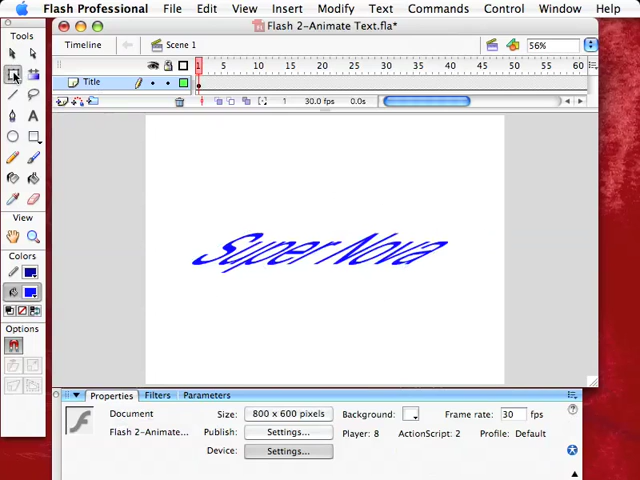 Flash Professional File Edit View Insert Modify Text Commands Control Window Help
Tools
Flash 2-Animate Text.fla*
Timeline
Scene 1
56%
1 5 10 15 20 25 30 35 40 45 50 55 60
Title
1 30.0 fps 0.0s
A
Super Nova
View
Colors
Options
Properties Filters Parameters
Document
Size: 800 x 600 pixels
Background:
Frame rate: 30 fps
Flash 2-Animate...
Publish: Settings...
Player: 8 ActionScript: 2 Profile: Default
Device: Settings...